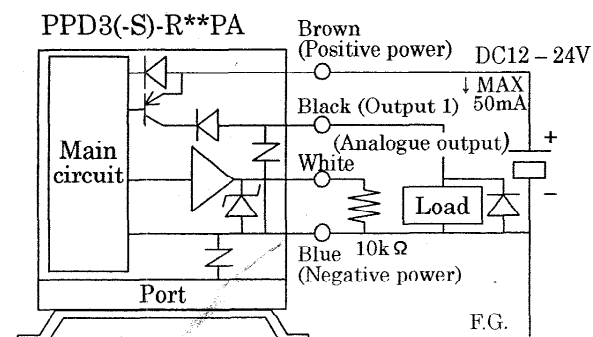 PPD3(-S)-R**PA
Brown
(Positive power)
DC12－24V
↓ MAX
50mA
Black (Output 1)
(Analogue output)
+
White
Main
circuit
Load
−
Blue
10kΩ
(Negative power)
Port
F.G.